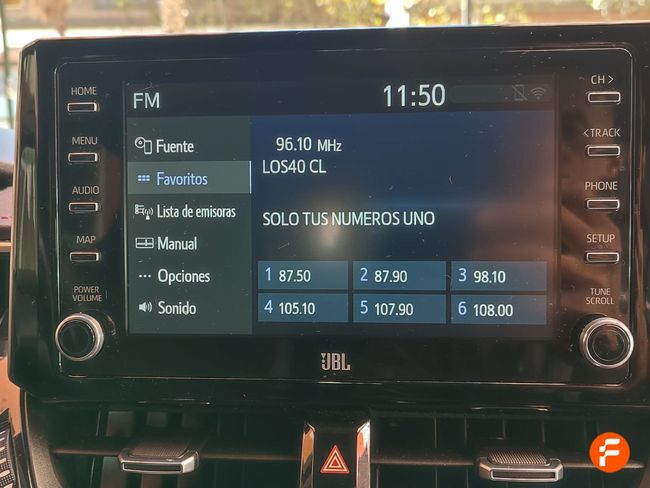 HOME
MENU
AUDIO
MAP
POWER
VOLUME
FM
11:50
Fuente
Favoritos
Lista de emisoras
Manual
Opciones
Sonido
96.10 MHz
LOS40 CL
SOLO TUS NUMEROS UNO
1 87.50
2 87.90
3 98.10
4 105.10
5 107.90
6 108.00
CH >
< TRACK
PHONE
SETUP
TUNE
SCROLL
JBL